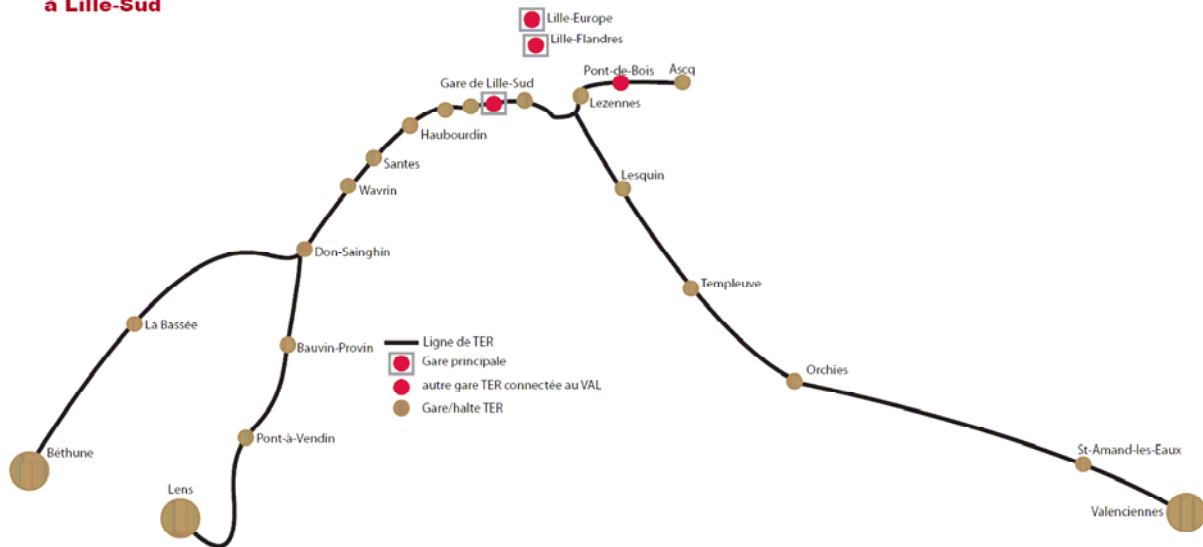 à Lille-Sud
Lille-Europe
Lille-Flandres
Pont-de-Bois
Ascq
Gare de Lille-Sud
Lezennes
Haubourdin
Santes
Lesquin
Wavrin
Don-Sainghin
Templeuve
La Bassée
Ligne de TER
Bauvin-Provin
Gare principale
Orchies
autre gare TER connectée au VAL
Gare/halte TER
Pont-à-Vendin
Béthune
St-Amand-les-Eaux
Lens
Valenciennes